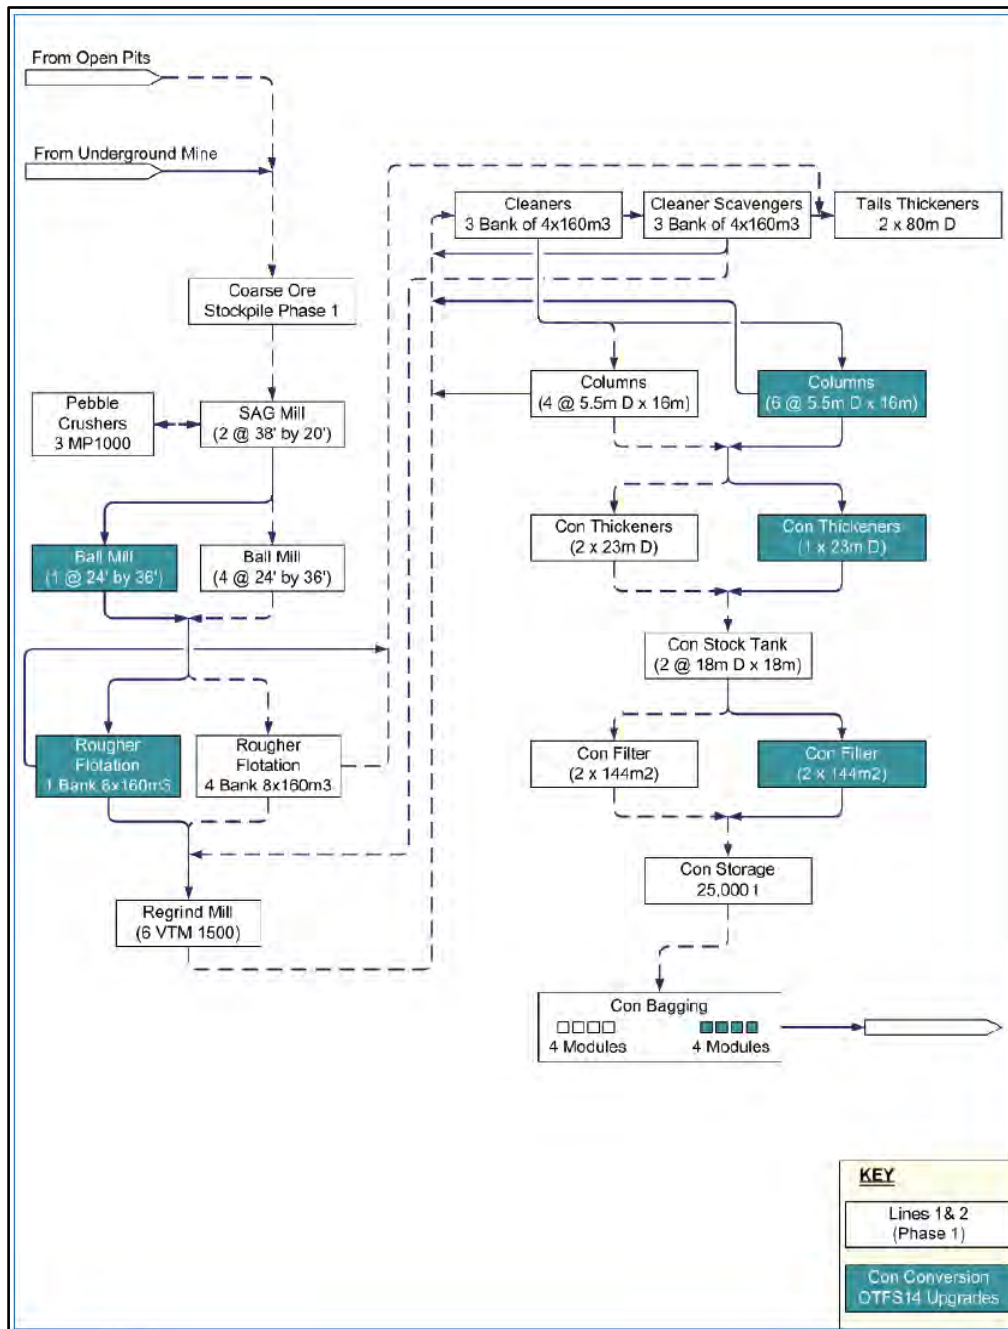 From Open Pits
From Underground Mine
Coarse Ore
Stockpile Phase 1
Pebble
Crushers
3 MP1000
SAG Mill
(2 @ 38' by 20')
Ball Mill
(1 @ 24' by 36')
Ball Mill
(4 @ 24' by 36')
Rougher
Flotation
1 Bank 8x160m3
Rougher
Flotation
4 Bank 8x160m3
Regrind Mill
(6 VTM 1500)
Cleaners
3 Bank of 4x160m3
Cleaner Scavengers
3 Bank of 4x160m3
Tails Thickeners
2 x 80m D
Columns
(4 @ 5.5m D x 16m)
Columns
(6 @ 5.5m D x 16m)
Con Thickeners
(2 x 23m D)
Con Thickeners
(1 x 23m D)
Con Stock Tank
(2 @ 18m D x 18m)
Con Filter
(2 x 144m2)
Con Filter
(2 x 144m2)
Con Storage
25,000 t
Con Bagging
4 Modules
4 Modules
KEY
Lines 1& 2
(Phase 1)
Con Conversion
OTFS14 Upgrades